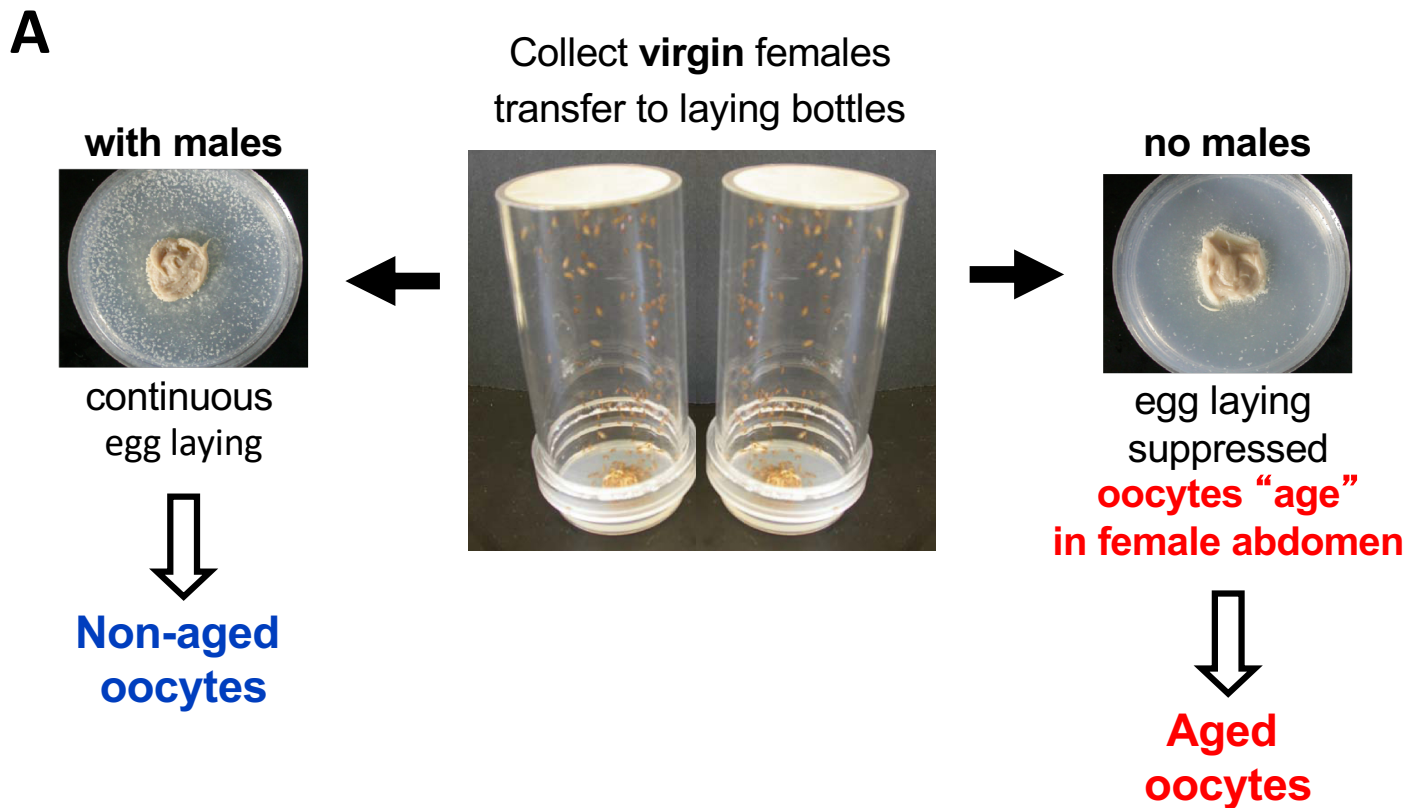 A
Collect virgin females
transfer to laying bottles
with males
continuous
egg laying
Non-aged
oocytes
no males
egg laying
suppressed
oocytes “age”
in female abdomen
Aged
oocytes